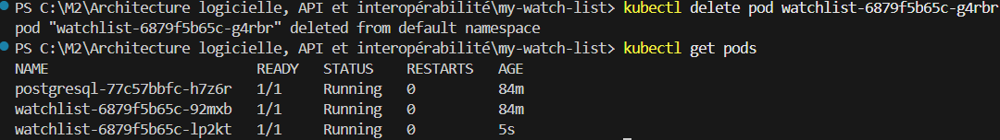 PS C:\M2\Architecture logicielle, API et interopérabilité\my-watch-list> kubectl delete pod watchlist-6879f5b65c-g4rbr
pod "watchlist-6879f5b65c-g4rbr" deleted from default namespace
PS C:\M2\Architecture logicielle, API et interopérabilité\my-watch-list> kubectl get pods
NAME READY STATUS RESTARTS AGE
postgresql-77c57bbfc-h7z6r 1/1 Running 0 84m
watchlist-6879f5b65c-92mxb 1/1 Running 0 84m
watchlist-6879f5b65c-lp2kt 1/1 Running 0 5s